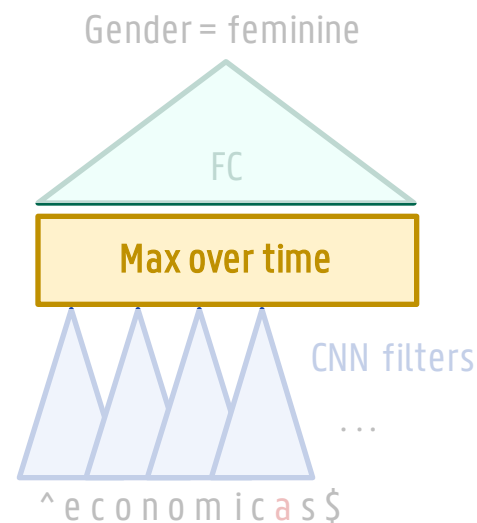 Gender = feminine
FC
Max over time
CNN filters
...
^economicas$